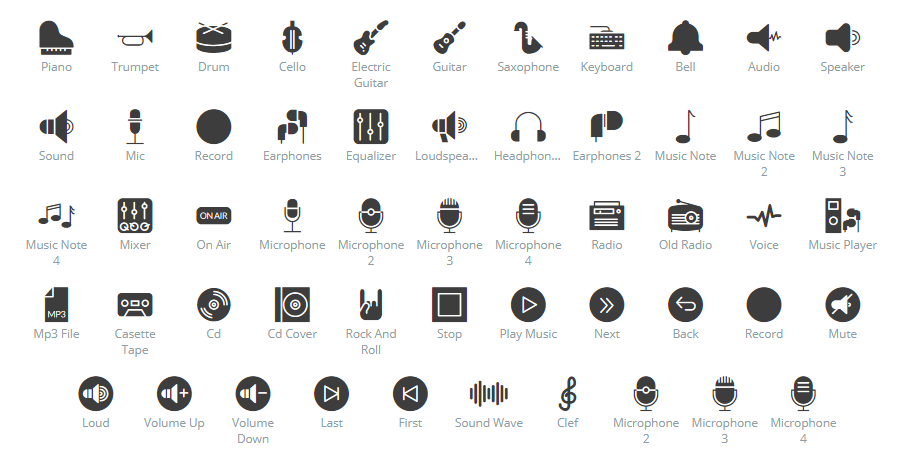 Piano Trumpet Drum Cello Electric Guitar Saxophone Keyboard Bell Audio Speaker
Guitar
Sound Mic Record Earphones Equalizer Loudspea... Headphon... Earphones 2 Music Note Music Note Music Note
2 3
ON AIR
Music Note Mixer On Air Microphone Microphone Microphone Microphone Radio Old Radio Voice Music Player
4 2 3 4
MP3
Mp3 File Casette Cd Cd Cover Rock And Stop Play Music Next Back Record Mute
Tape Roll
Loud Volume Up Volume Last First Sound Wave Clef Microphone Microphone Microphone
Down 2 3 4